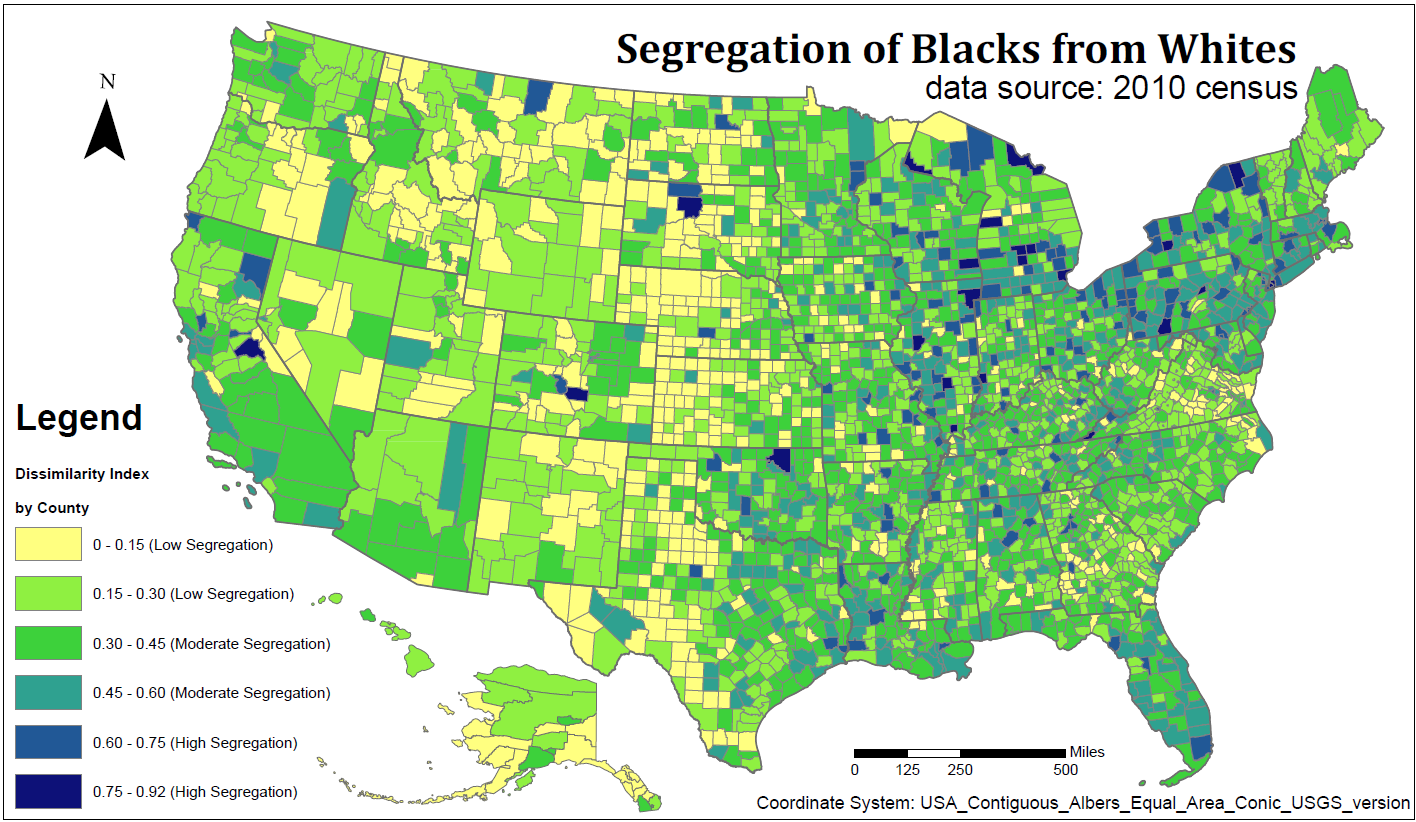 Segregation of Blacks from Whites
data source: 2010 census
N
Legend
Dissimilarity Index
by County
0 - 0.15 (Low Segregation)
0.15 - 0.30 (Low Segregation)
0.30 - 0.45 (Moderate Segregation)
0.45 - 0.60 (Moderate Segregation)
0.60 - 0.75 (High Segregation)
0.75 - 0.92 (High Segregation)
Miles
0 125 250 500
Coordinate System: USA_Contiguous_Albers_Equal_Area_Conic_USGS_version